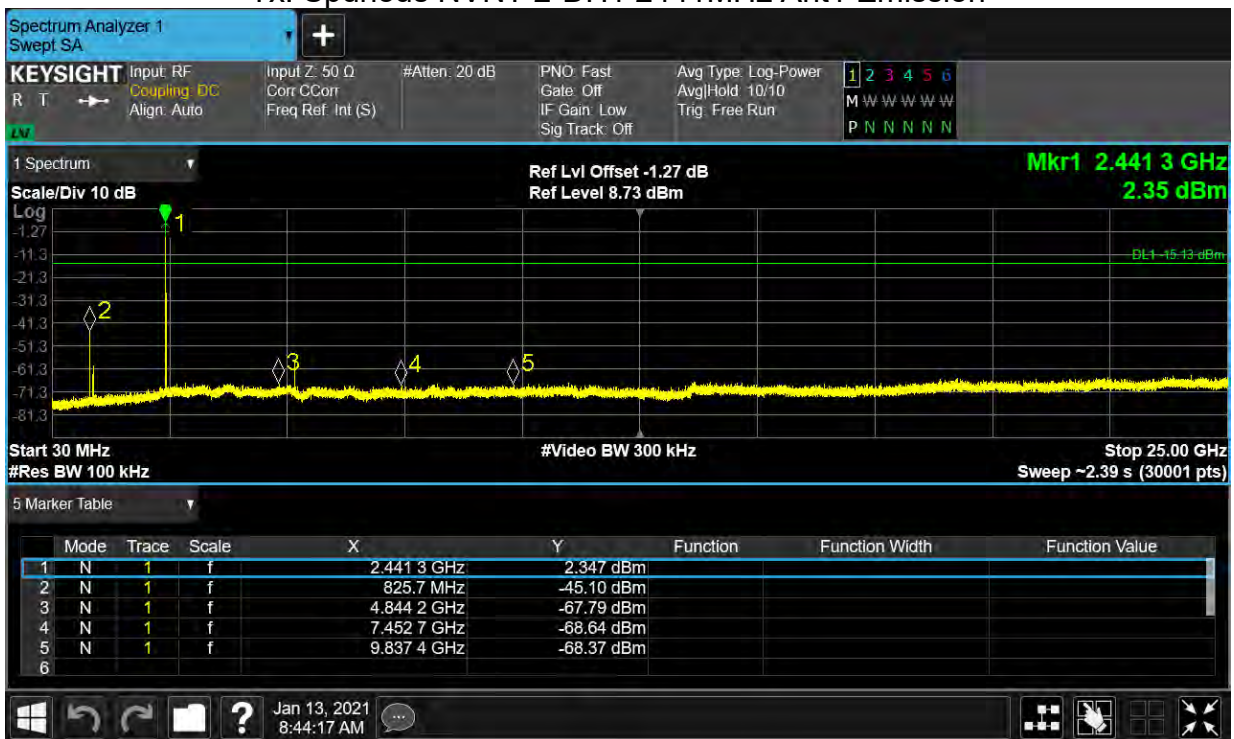 Spectrum Analyzer 1
Swept SA
+
KEYSIGHT Input: RF Input Z: 50 Ω #Atten: 20 dB PNO: Fast Avg Type: Log-Power 1 2 3 4 5 6
R T Coupling: DC Corr CCorr Gate: Off Avg|Hold: 10/10 M W W W W W
Align: Auto Freq Ref: Int (S) IF Gain: Low Trig: Free Run
Sig Track: Off P N N N N N
1 Spectrum Ref Lvl Offset -1.27 dB Mkr1 2.441 3 GHz
Scale/Div 10 dB Ref Level 8.73 dBm 2.35 dBm
Log
1
-1.27
-11.3 DL1 -15.13 dBm
-21.3
-31.3
2
-41.3
-51.3
3 4 5
-61.3
-71.3
-81.3
Start 30 MHz #Video BW 300 kHz Stop 25.00 GHz
#Res BW 100 kHz Sweep ~2.39 s (30001 pts)
5 Marker Table
Mode Trace Scale X Y Function Function Width Function Value
1 N 1 f 2.441 3 GHz 2.347 dBm
2 N 1 f 825.7 MHz -45.10 dBm
3 N 1 f 4.844 2 GHz -67.79 dBm
4 N 1 f 7.452 7 GHz -68.64 dBm
5 N 1 f 9.837 4 GHz -68.37 dBm
6
? Jan 13, 2021
8:44:17 AM